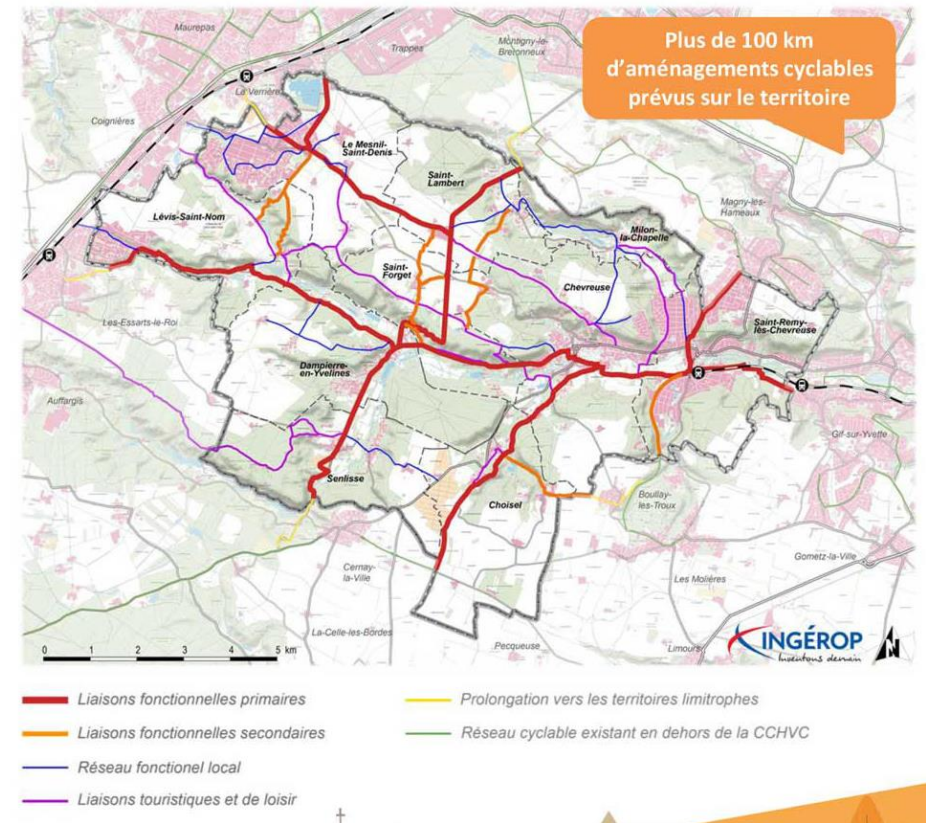 Plus de 100 km
d'aménagements cyclables
prévus sur le territoire
Maurepas
Trappes
Montigny-le-
Bretonneux
La Verrière
Coignières
Le Mesnil-
Saint-Denis
Saint-
Lambert
Magny-les-
Hameaux
Lévis-Saint-Nom
Milon-
la-Chapelle
Saint-
Forget
Chevreuse
Les-Essarts-le-Roi
Saint-Remy-
lès-Chevreuse
Dampierre-
en-Yvelines
Auffargis
Gif-sur-Yvette
Senlisse
Choisel
Boullay-
les-Troux
Cernay-
la-Ville
Gometz-la-Ville
Les Molières
La-Celle-les-Bordes
Pecqueuse
Limours
INGÉROP
Inventons demain
0 1 2 3 4 5 km
Liaisons fonctionnelles primaires
Liaisons fonctionnelles secondaires
Réseau fonctionel local
Liaisons touristiques et de loisir
Prolongation vers les territoires limitrophes
Réseau cyclable existant en dehors de la CCHVC